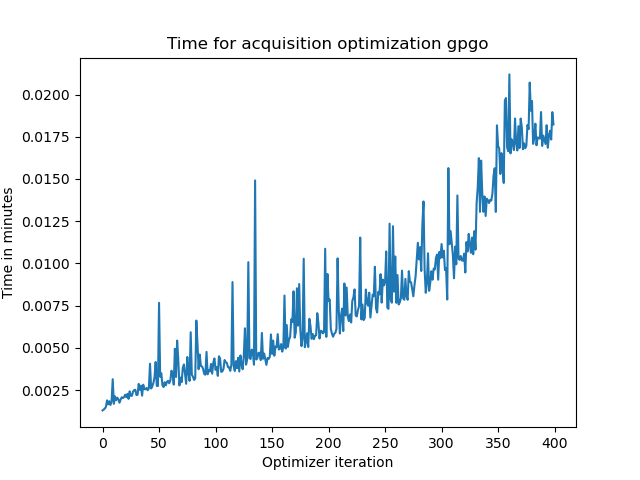 Time for acquisition optimization gpgo
0.0200
0.0175
0.0150
0.0125
0.0100
0.0075
0.0050
0.0025
Time in minutes
0 50 100 150 200 250 300 350 400
Optimizer iteration